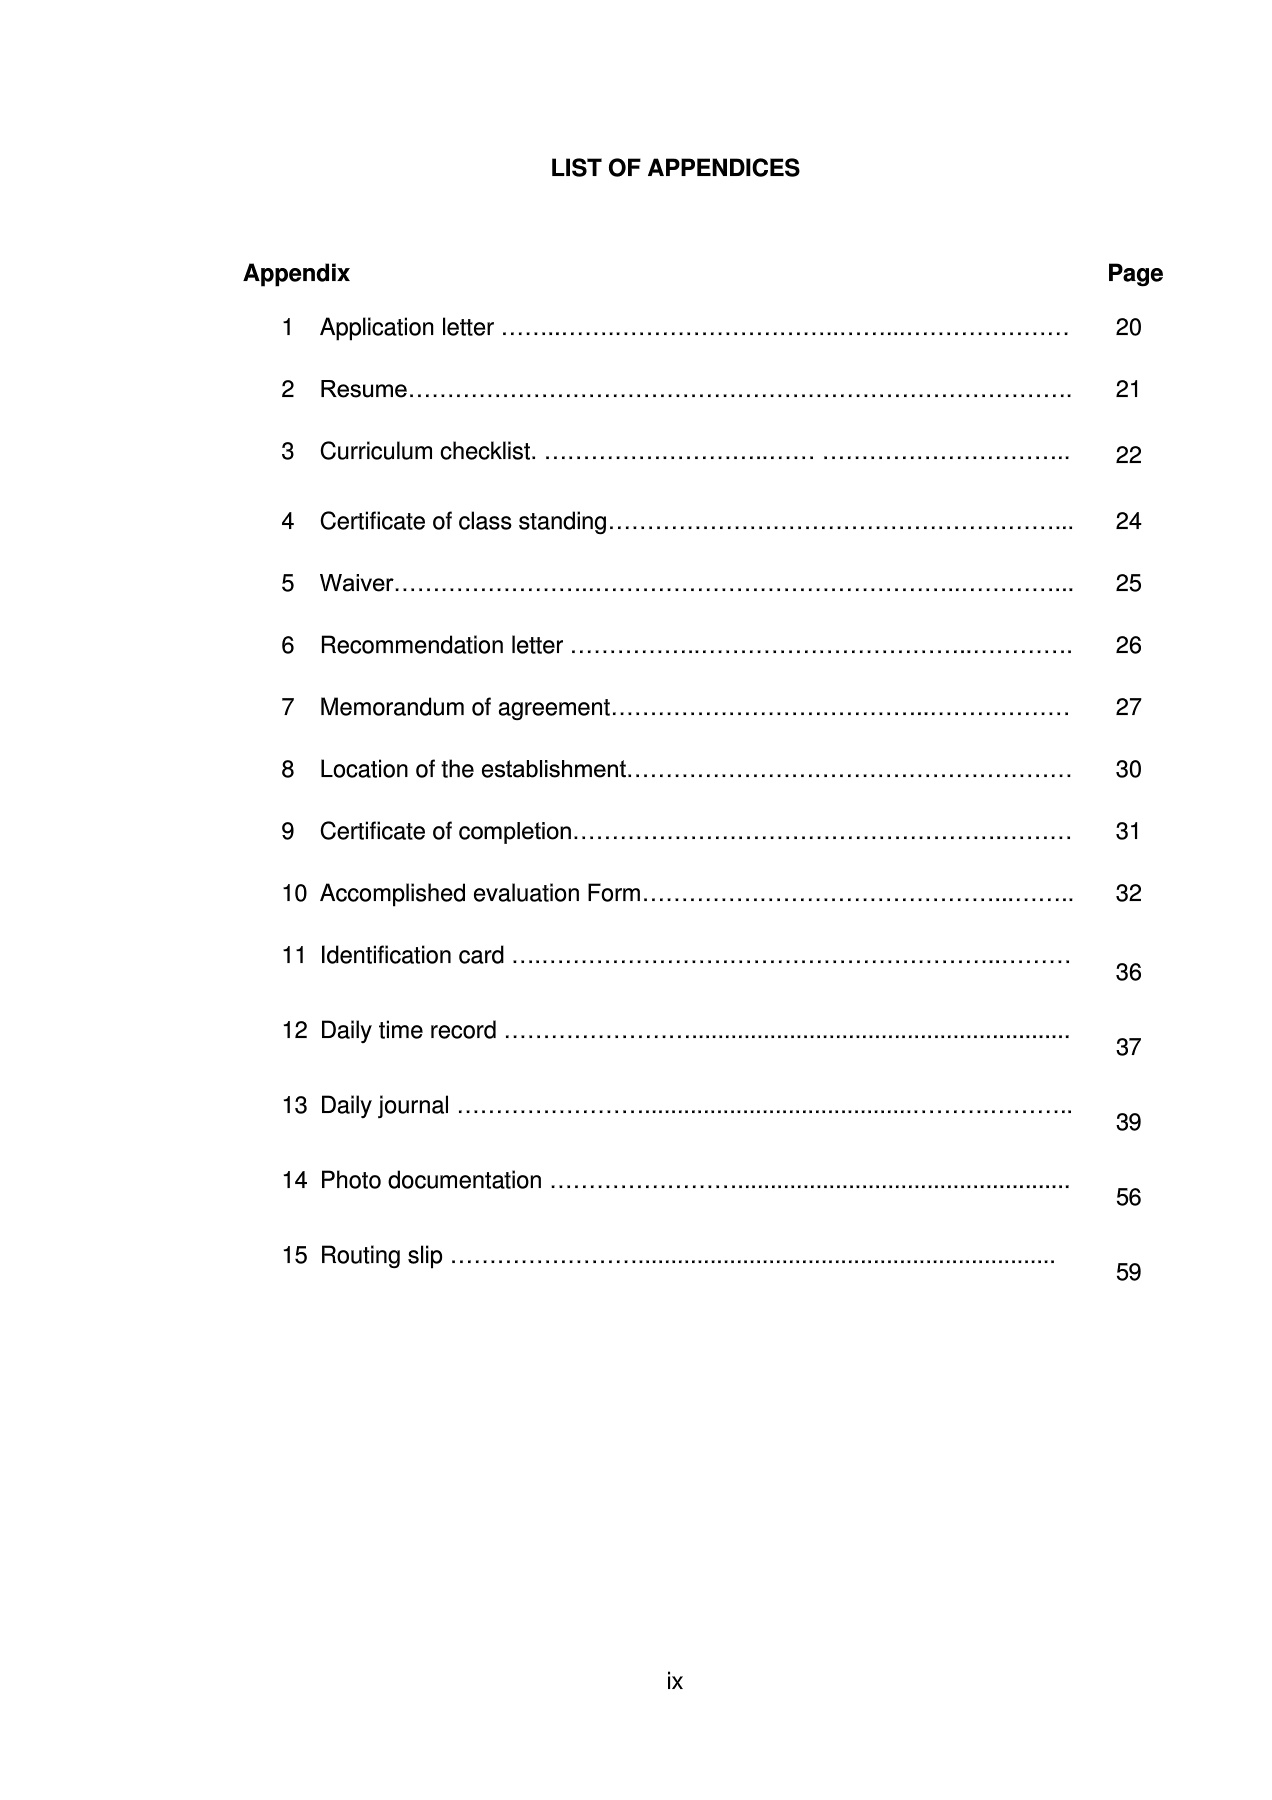 LIST OF APPENDICES
Appendix Page
1 Application letter ……..…….……………………..……...………………… 20
2 Resume…………………………………………………………………………. 21
3 Curriculum checklist. ………………………..…… ………………………….. 22
4 Certificate of class standing…………………………………………………... 24
5 Waiver……………………..………………………………………..…………... 25
6 Recommendation letter ……………..……………………………..…………. 26
7 Memorandum of agreement…………………………………..……………… 27
8 Location of the establishment………………………………………………… 30
9 Certificate of completion……………………………………………….……… 31
10 Accomplished evaluation Form………………………………………...…….. 32
11 Identification card ………………………………………………………..……… 36
12 Daily time record ……………………......................................................... 37
13 Daily journal ……………………..........................................……….……….. 39
14 Photo documentation ……………………................................................... 56
15 Routing slip ……………………................................................................ 59
ix